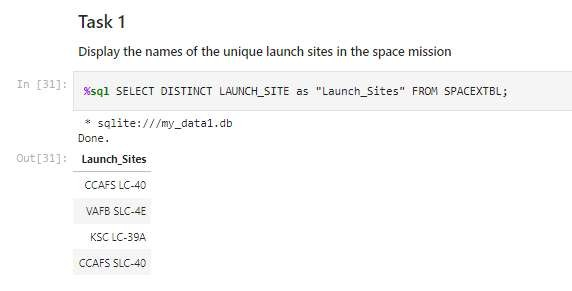 Task 1
Display the names of the unique launch sites in the space mission
In [31]: %sql SELECT DISTINCT LAUNCH_SITE as "Launch_Sites" FROM SPACEXTBL;
* sqlite:///my_data1.db
Done.
Out[31]: Launch_Sites
CCAFS LC-40
VAFB SLC-4E
KSC LC-39A
CCAFS SLC-40